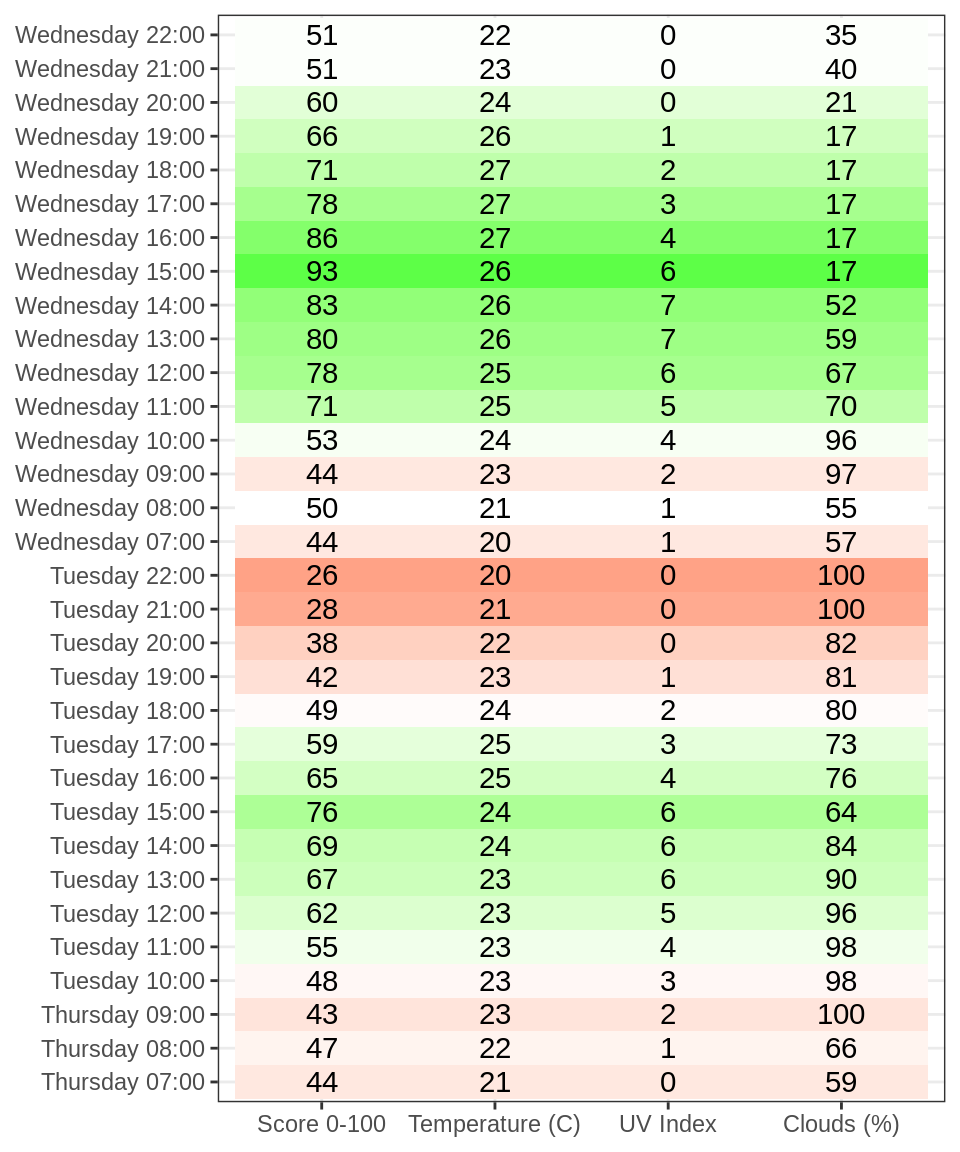 Wednesday 22:00 51 22 0 35
Wednesday 21:00 51 23 0 40
Wednesday 20:00 60 24 0 21
Wednesday 19:00 66 26 1 17
Wednesday 18:00 71 27 2 17
Wednesday 17:00 78 27 3 17
Wednesday 16:00 86 27 4 17
Wednesday 15:00 93 26 6 17
Wednesday 14:00 83 26 7 52
Wednesday 13:00 80 26 7 59
Wednesday 12:00 78 25 6 67
Wednesday 11:00 71 25 5 70
Wednesday 10:00 53 24 4 96
Wednesday 09:00 44 23 2 97
Wednesday 08:00 50 21 1 55
Wednesday 07:00 44 20 1 57
Tuesday 22:00 26 20 0 100
Tuesday 21:00 28 21 0 100
Tuesday 20:00 38 22 0 82
Tuesday 19:00 42 23 1 81
Tuesday 18:00 49 24 2 80
Tuesday 17:00 59 25 3 73
Tuesday 16:00 65 25 4 76
Tuesday 15:00 76 24 6 64
Tuesday 14:00 69 24 6 84
Tuesday 13:00 67 23 6 90
Tuesday 12:00 62 23 5 96
Tuesday 11:00 55 23 4 98
Tuesday 10:00 48 23 3 98
Thursday 09:00 43 23 2 100
Thursday 08:00 47 22 1 66
Thursday 07:00 44 21 0 59
Score 0-100 Temperature (C) UV Index Clouds (%)